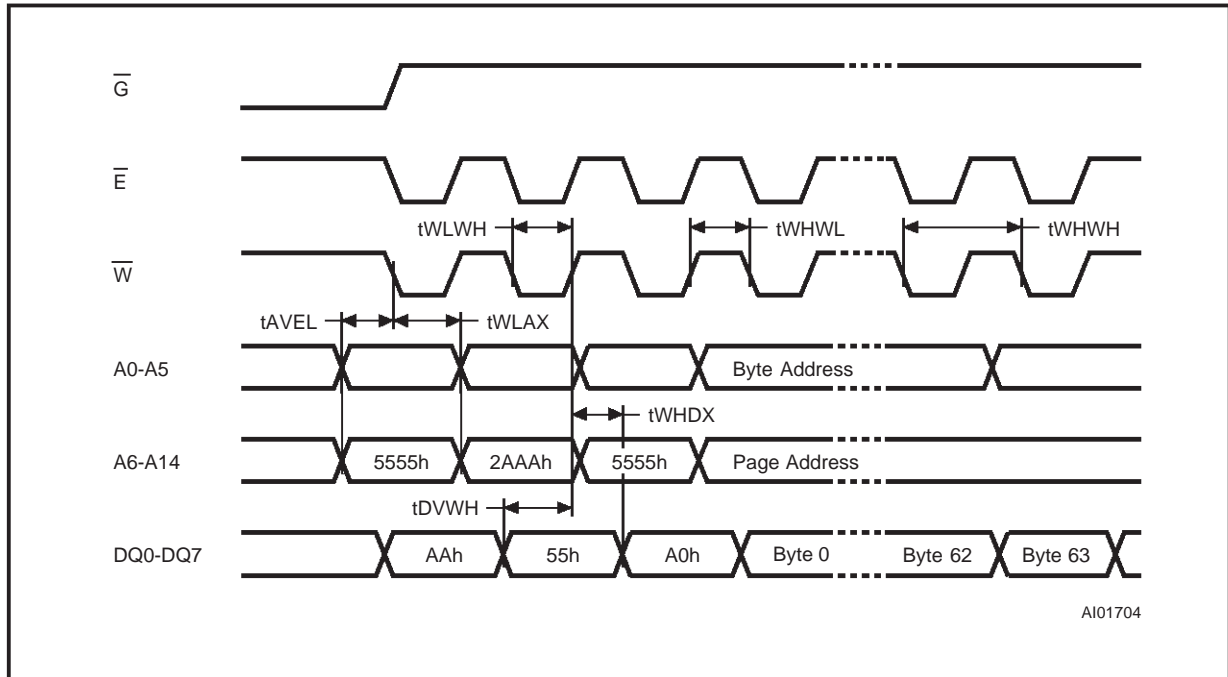 G
E
tWLWH
tWHWL
tWHWH
W
tAVEL
tWLAX
A0-A5
Byte Address
tWHDX
A6-A14
5555h
2AAAh
5555h
Page Address
tDVWH
DQ0-DQ7
AAh
55h
A0h
Byte 0
Byte 62
Byte 63
AI01704